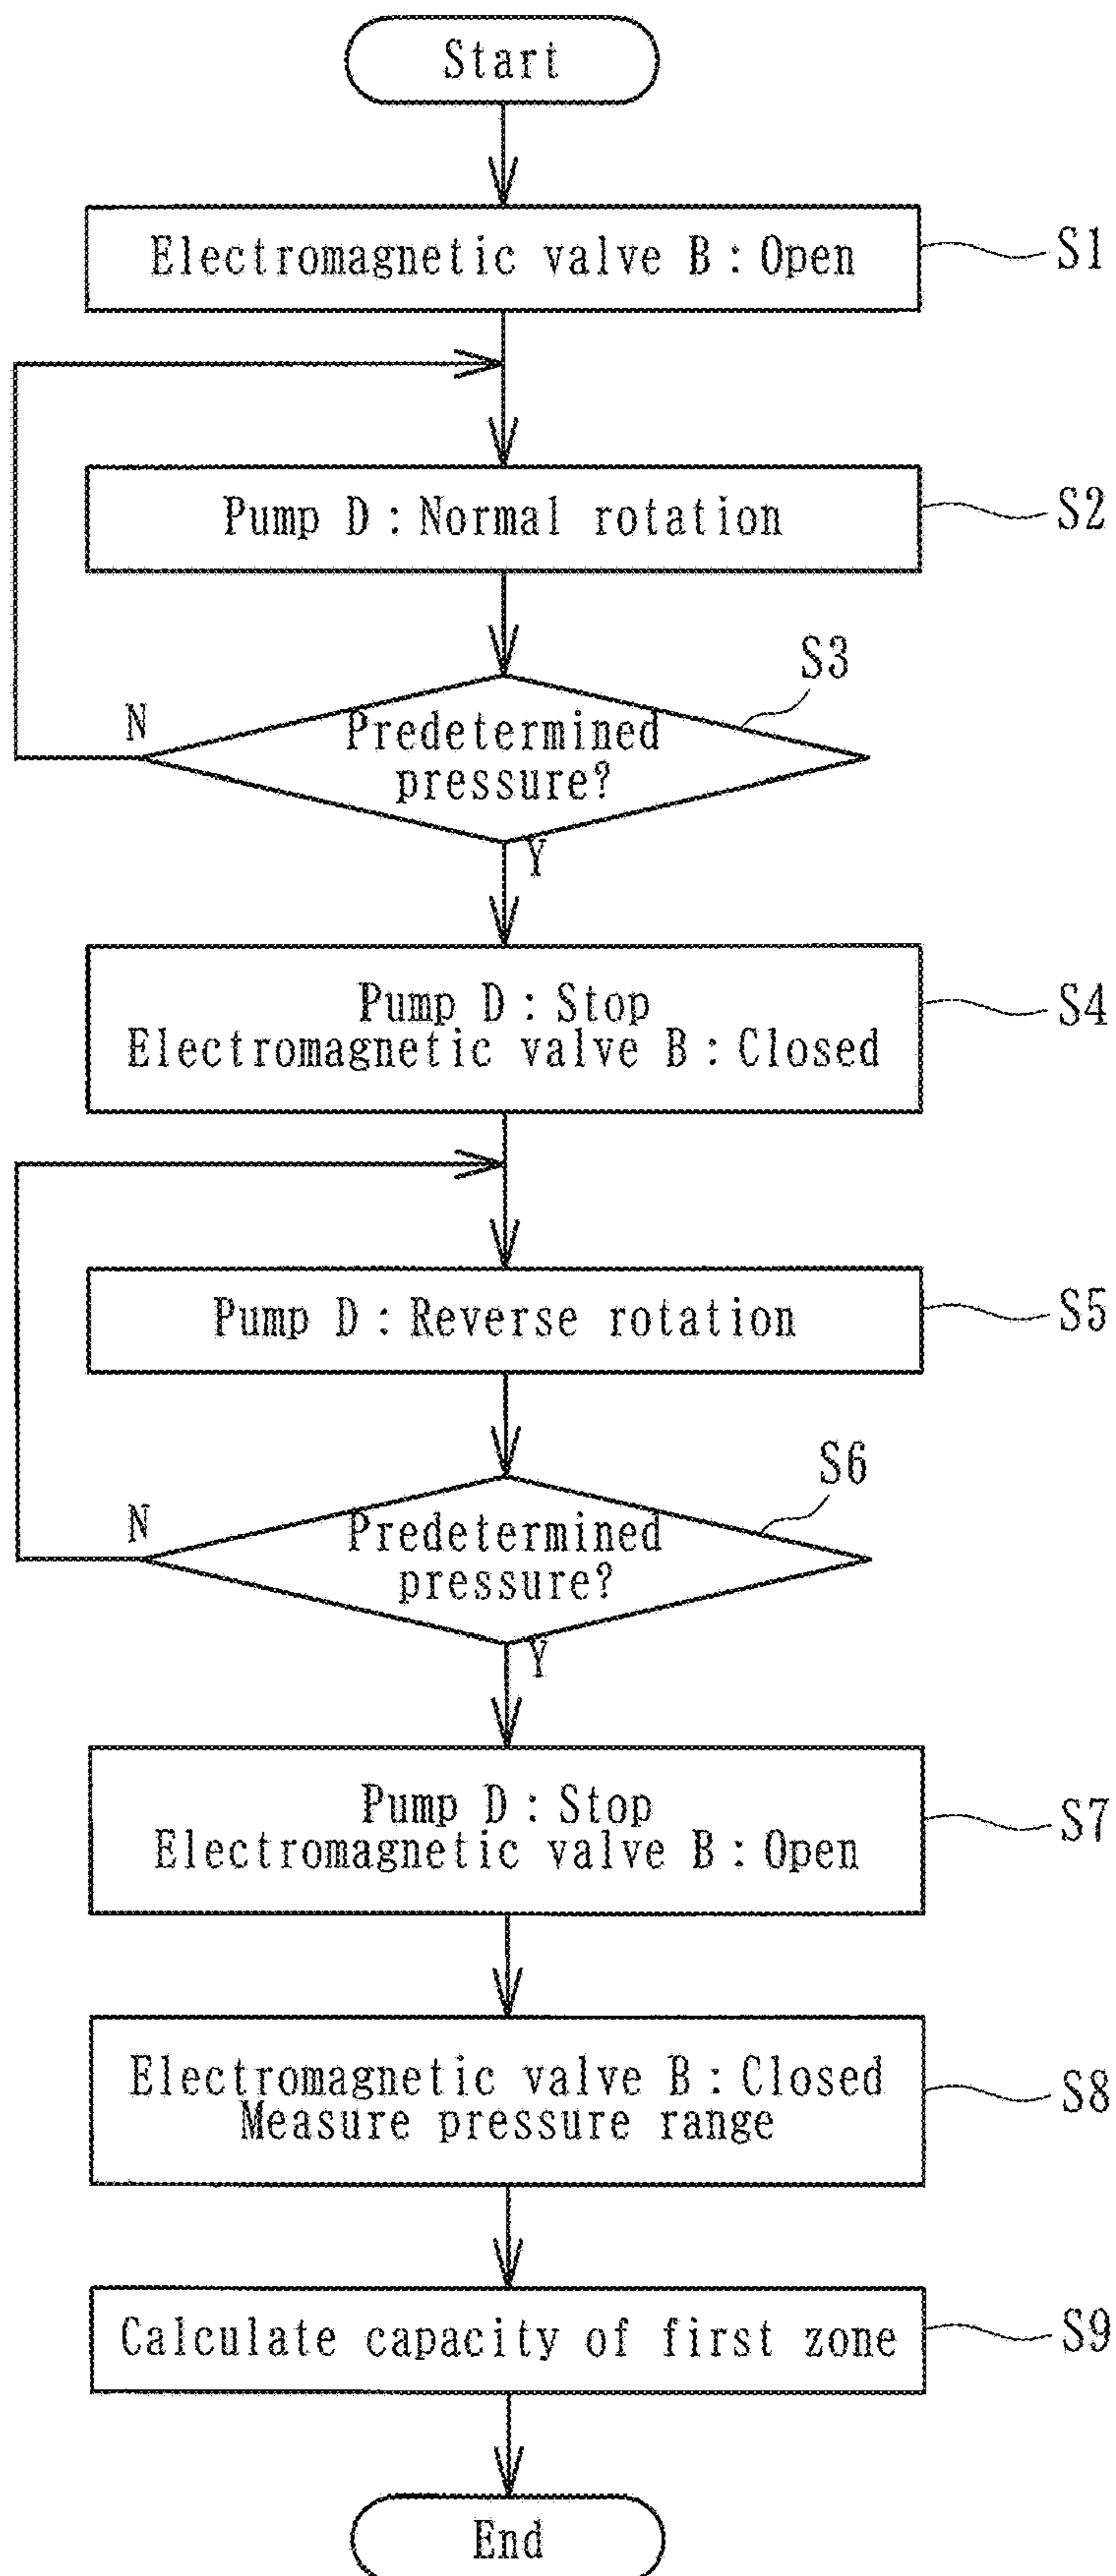 Start
Electromagnetic valve B : Open
S1
Pump D : Normal rotation
S2
S3
N
Predetermined
pressure?
Y
Pump D : Stop
Electromagnetic valve B : Closed
S4
Pump D : Reverse rotation
S5
S6
N
Predetermined
pressure?
Y
Pump D : Stop
Electromagnetic valve B : Open
S7
Electromagnetic valve B : Closed
Measure pressure range
S8
Calculate capacity of first zone
S9
End